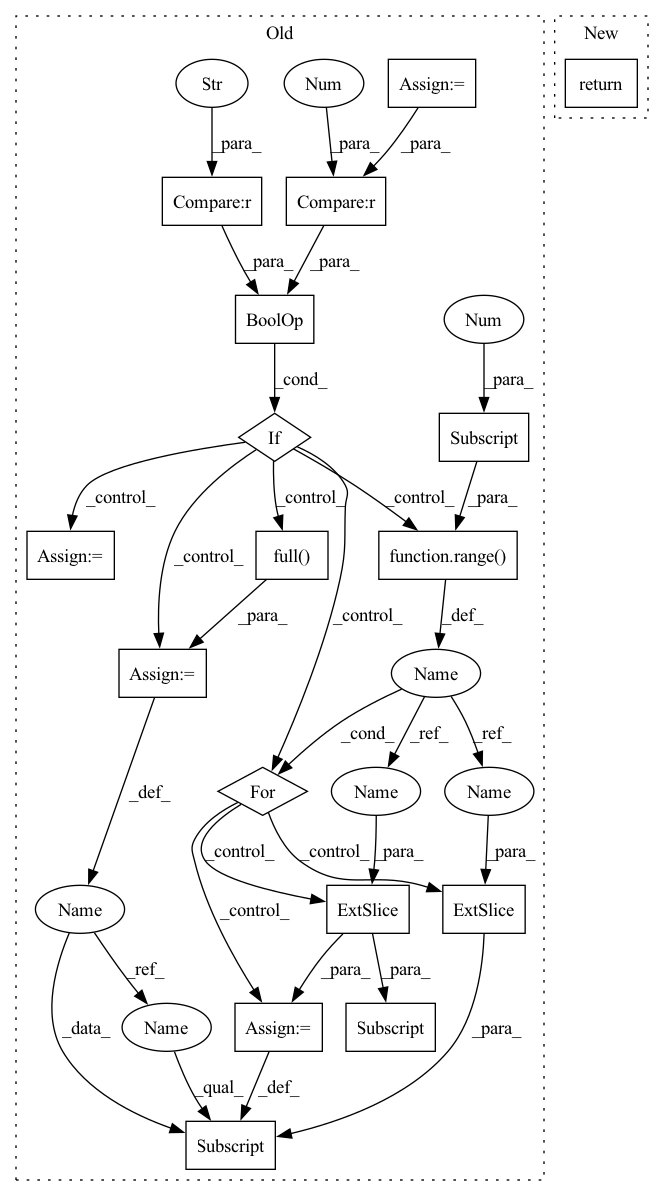 Old
New
Str
Num
Assign:=
return
_para_
_para_
_para_
Compare:r
Compare:r
_para_
_para_
BoolOp
Num
_cond_
_para_
If
Subscript
_control_
_control_
_control_
_control_
_para_
Assign:=
full()
function.range()
_para_
_control_
_def_
Assign:=
Name
_def_
_cond_
_ref_
_ref_
For
Name
Name
_control_
_control_
_para_
_para_
_control_
Name
ExtSlice
ExtSlice
_ref_
_para_
_para_
_data_
Name
Assign:=
Subscript
_para_
_qual_
_def_
Subscript